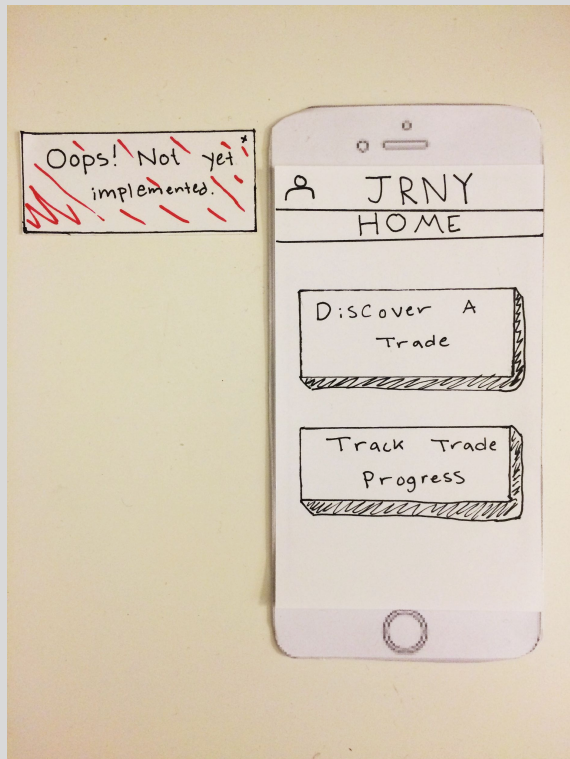 Oops! Not yet
implemented.
x
JRNY
HOME
Discover A
Trade
Track Trade
Progress